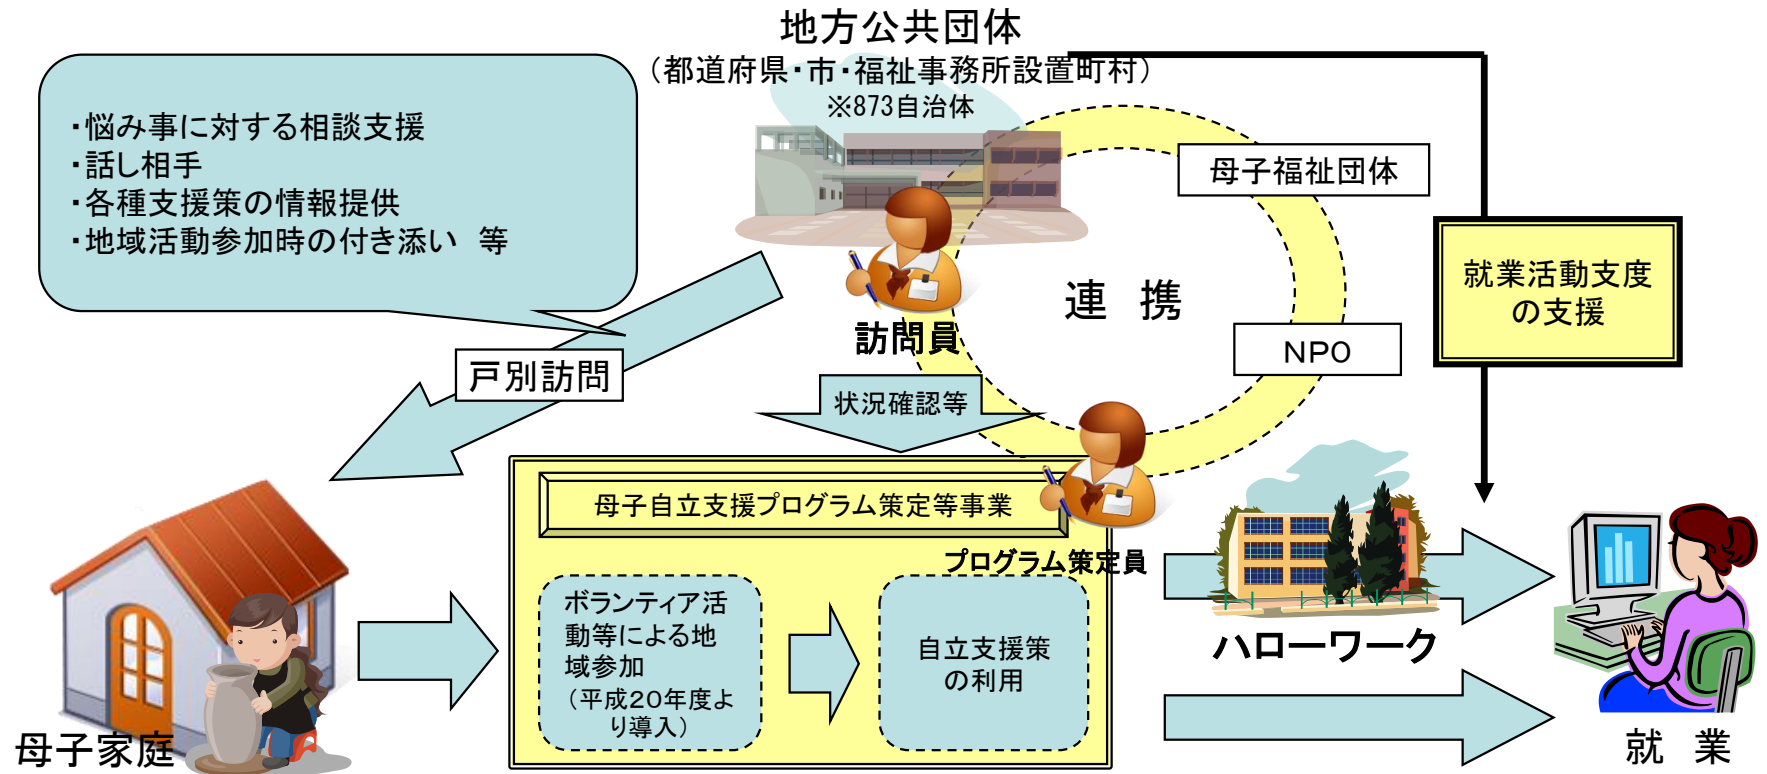 地方公共団体
（都道府県・市・福祉事務所設置町村）
※873自治体
・悩み事に対する相談支援
・話し相手
・各種支援策の情報提供
・地域活動参加時の付き添い　等
母子福祉団体
連　携
就業活動支度
の支援
訪問員
NPO
戸別訪問
状況確認等
母子自立支援プログラム策定等事業
プログラム策定員
ボランティア活
動等による地
域参加
（平成20年度よ
り導入）
自立支援策
の利用
ハローワーク
母子家庭
就　業